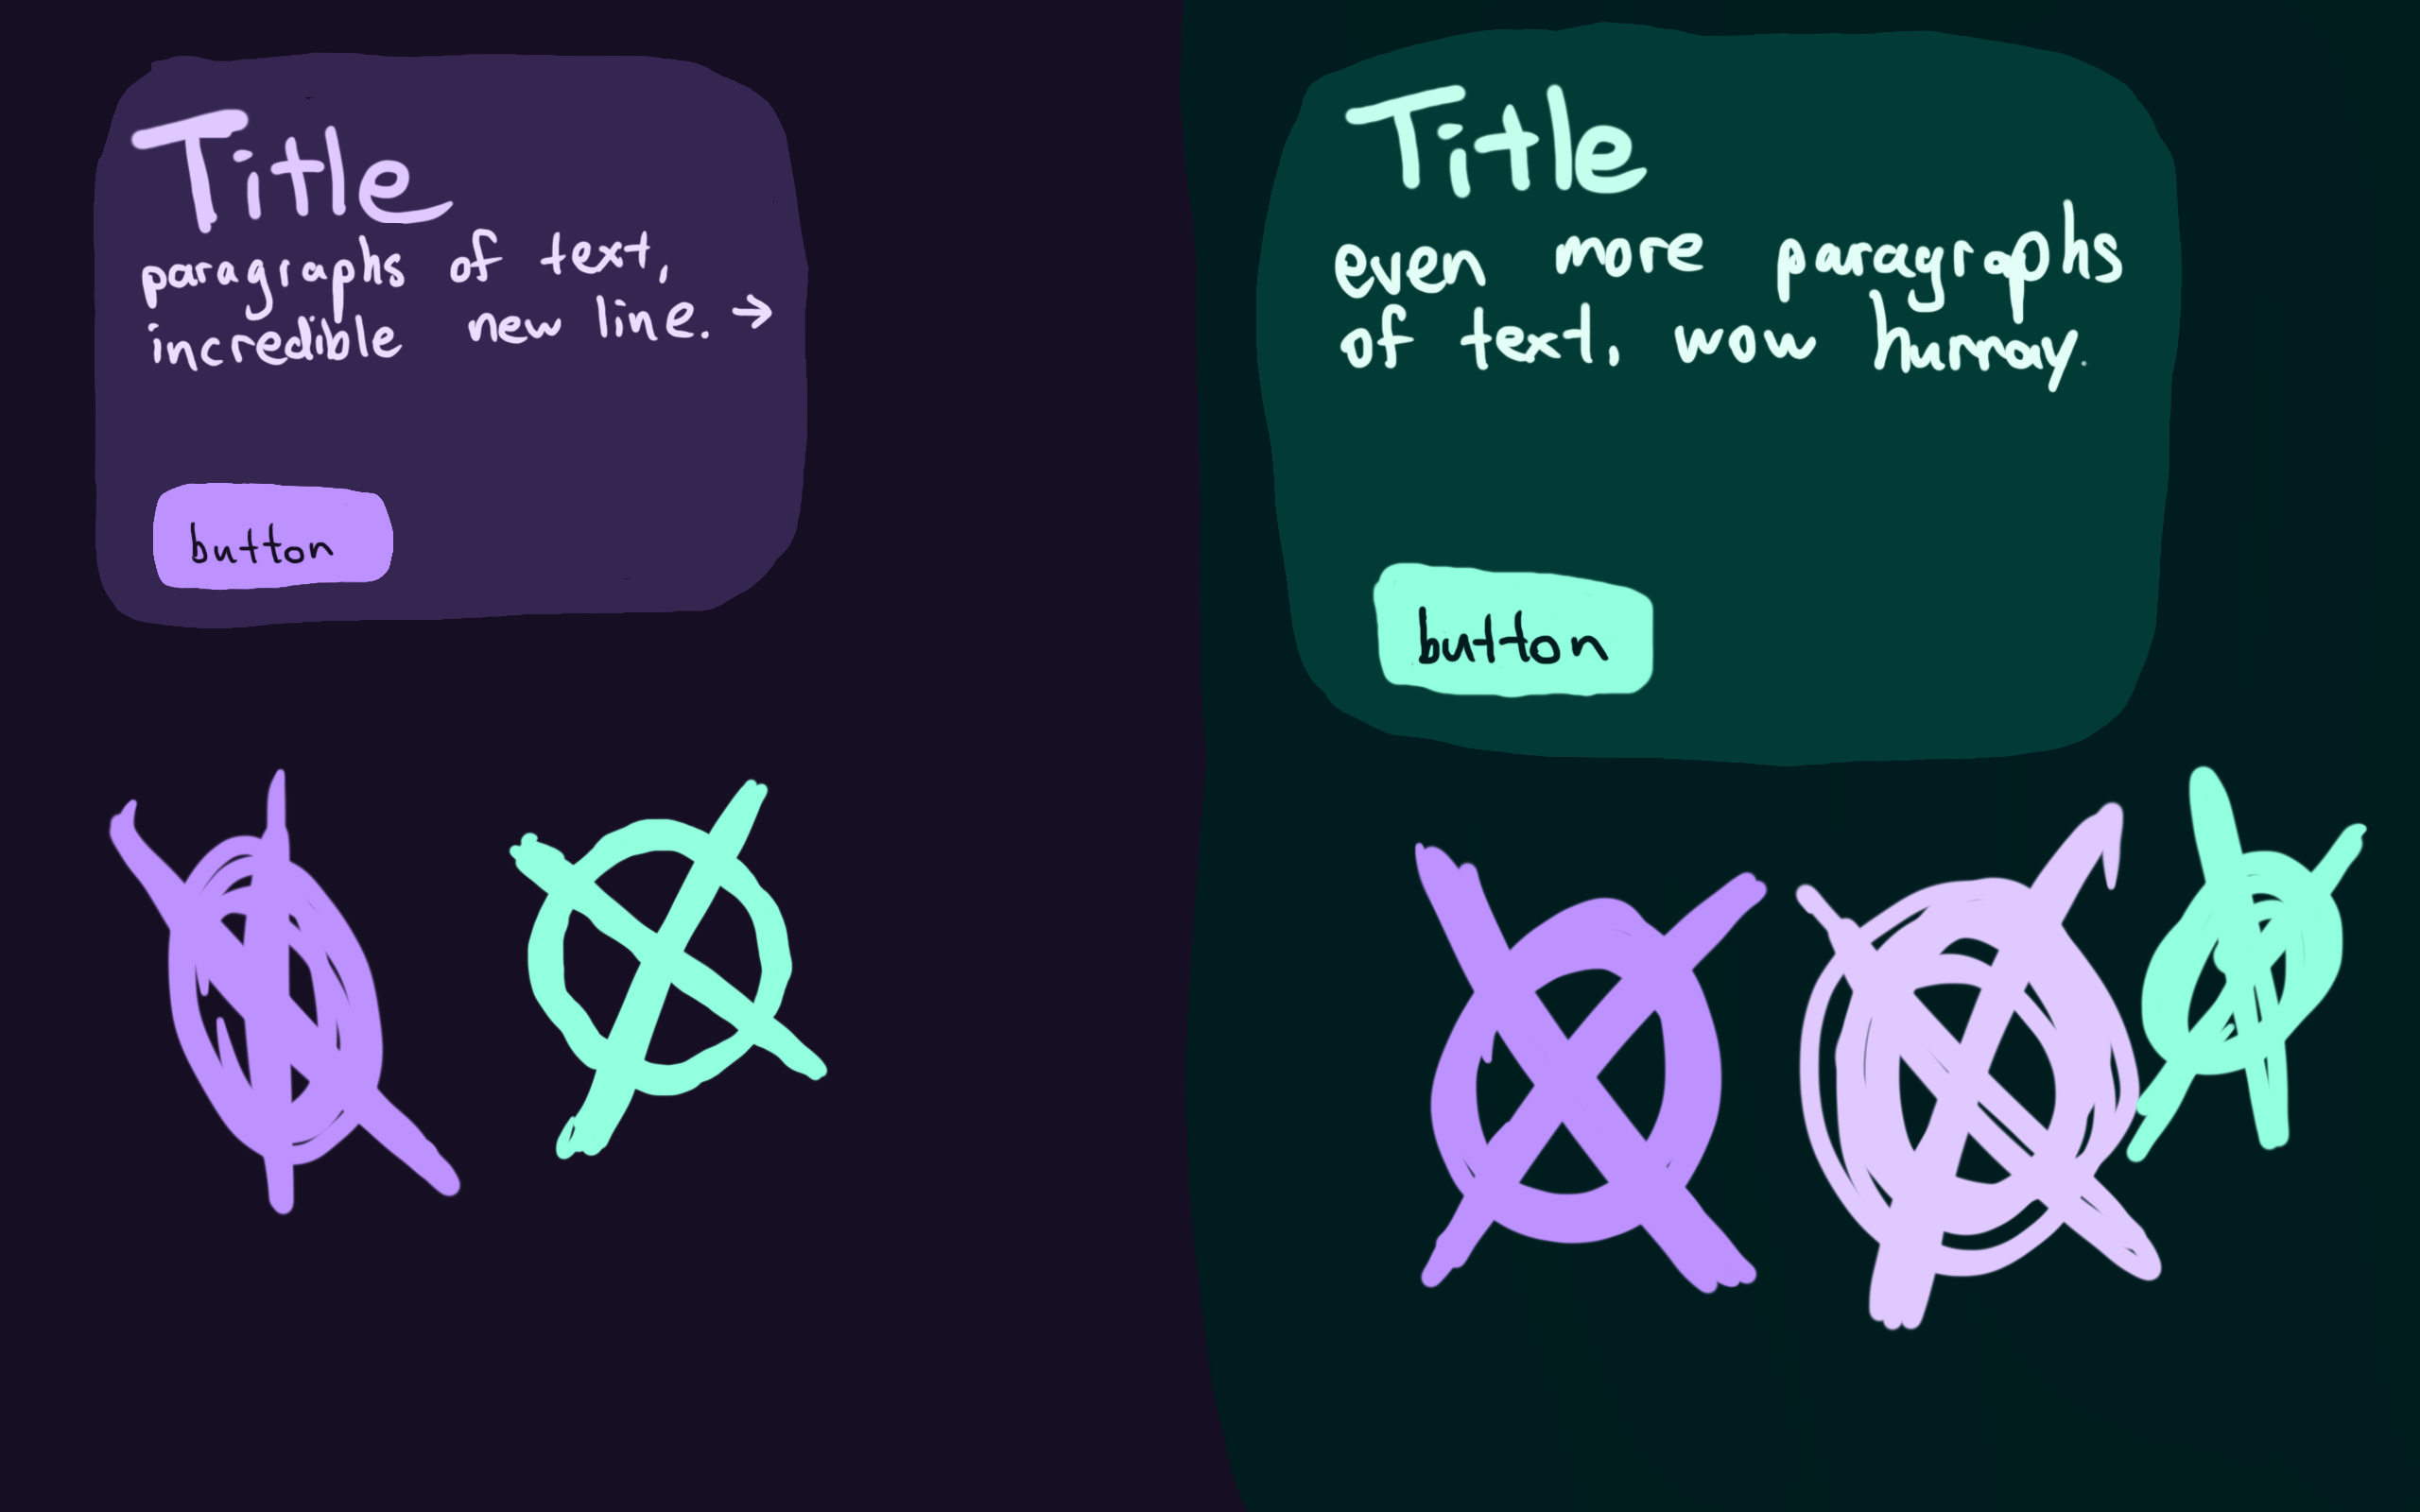 Title
paragraphs of text,
incredible new line. →
button
Title
even more paragraphs
of text, wow hurray.
button